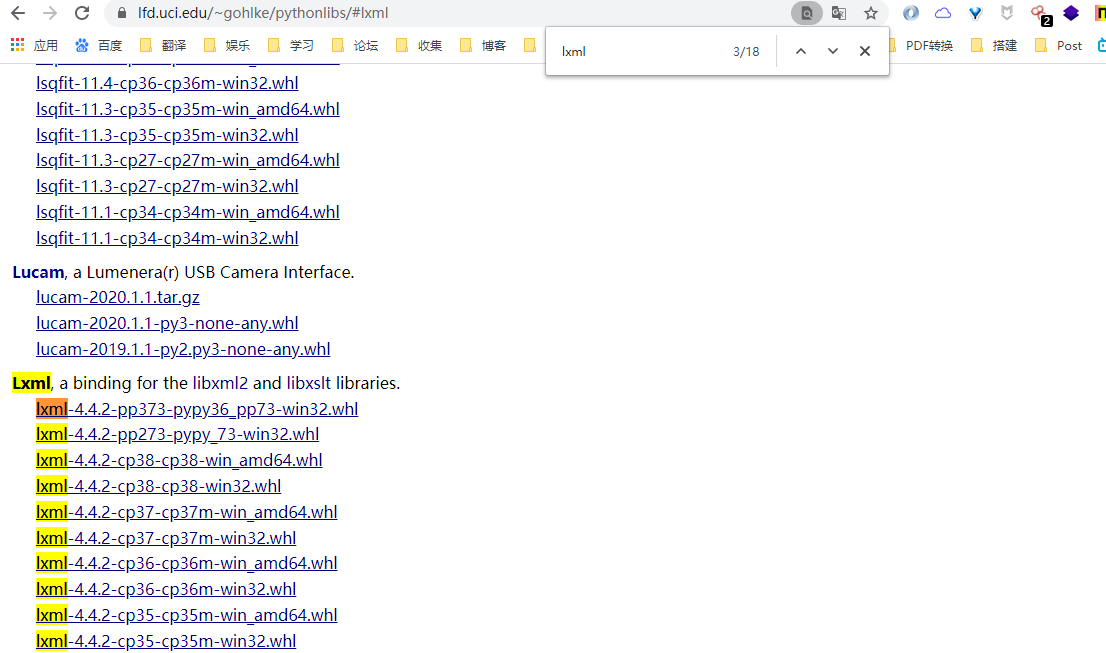 lfd.uci.edu/~gohlke/pythonlibs/#lxml
2
应用 百度 翻译 娱乐 学习 论坛 收集 博客 PDF转换 搭建 Post
lxml 3/18
lsqfit-11.4-cp36-cp36m-win32.whl
lsqfit-11.3-cp35-cp35m-win_amd64.whl
lsqfit-11.3-cp35-cp35m-win32.whl
lsqfit-11.3-cp27-cp27m-win_amd64.whl
lsqfit-11.3-cp27-cp27m-win32.whl
lsqfit-11.1-cp34-cp34m-win_amd64.whl
lsqfit-11.1-cp34-cp34m-win32.whl
Lucam, a Lumenera(r) USB Camera Interface.
lucam-2020.1.1.tar.gz
lucam-2020.1.1-py3-none-any.whl
lucam-2019.1.1-py2.py3-none-any.whl
Lxml, a binding for the libxml2 and libxslt libraries.
lxml-4.4.2-pp373-pypy36_pp73-win32.whl
lxml-4.4.2-pp273-pypy_73-win32.whl
lxml-4.4.2-cp38-cp38-win_amd64.whl
lxml-4.4.2-cp38-cp38-win32.whl
lxml-4.4.2-cp37-cp37m-win_amd64.whl
lxml-4.4.2-cp37-cp37m-win32.whl
lxml-4.4.2-cp36-cp36m-win_amd64.whl
lxml-4.4.2-cp36-cp36m-win32.whl
lxml-4.4.2-cp35-cp35m-win_amd64.whl
lxml-4.4.2-cp35-cp35m-win32.whl